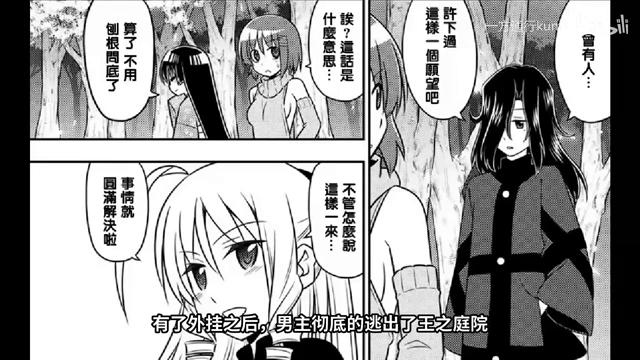 曾有人…
許下過
這樣一個願望吧
誒？這話是
什麼意思…
算了 不用
刨根問底了
不管怎麼說
這樣一來…
事情就
圓滿解決啦
有了外挂之后，男主彻底的逃出了王之庭院